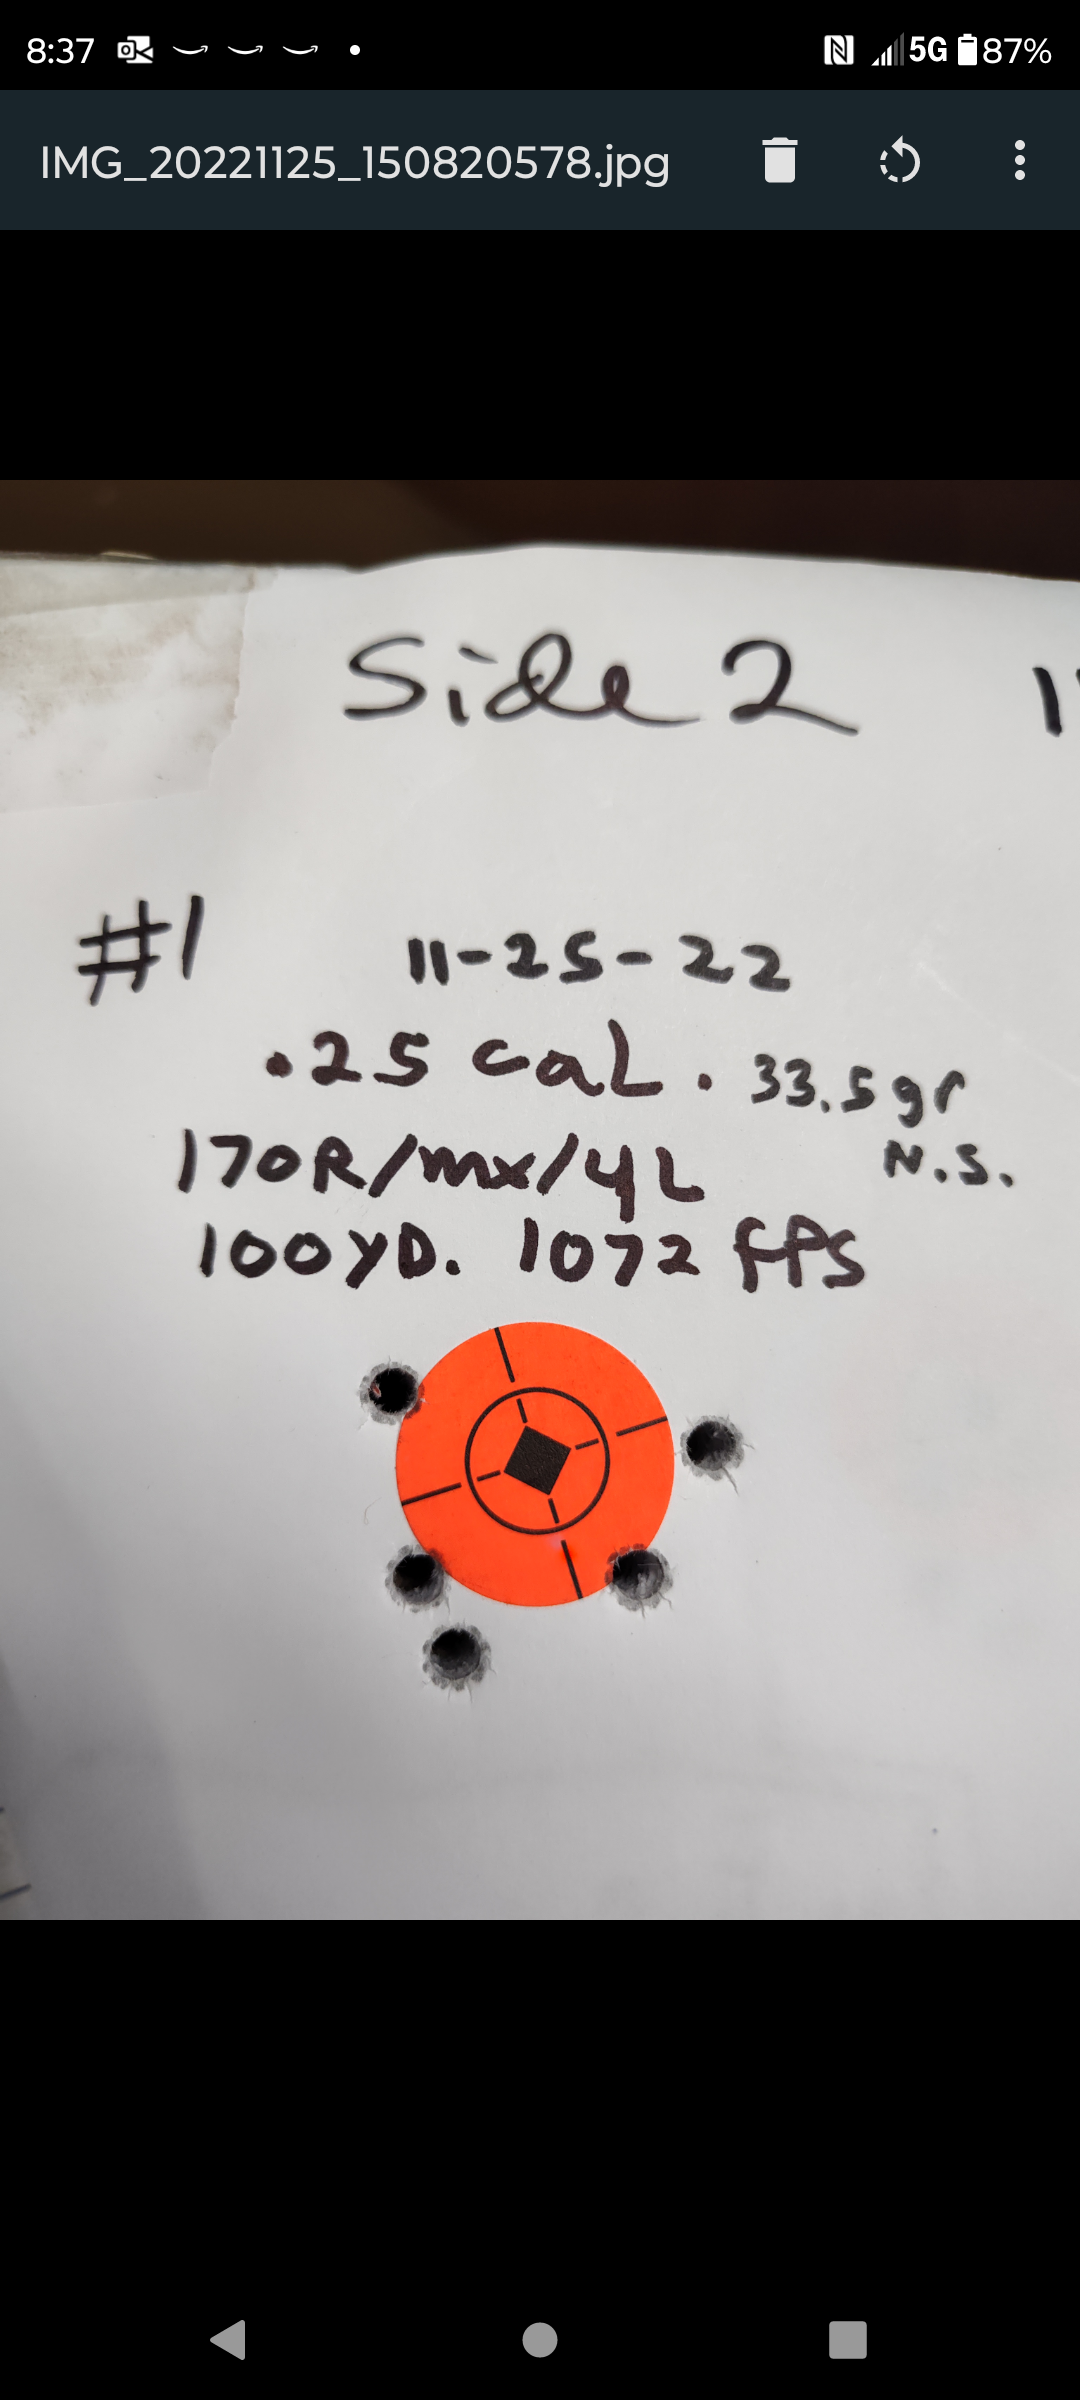 8:37 5G 87%
IMG_20221125_150820578.jpg
Side 2
#1 11-25-22
.25 caL. 33.5gr
N.S.
170R/mx/4L
100YD. 1072 FPS